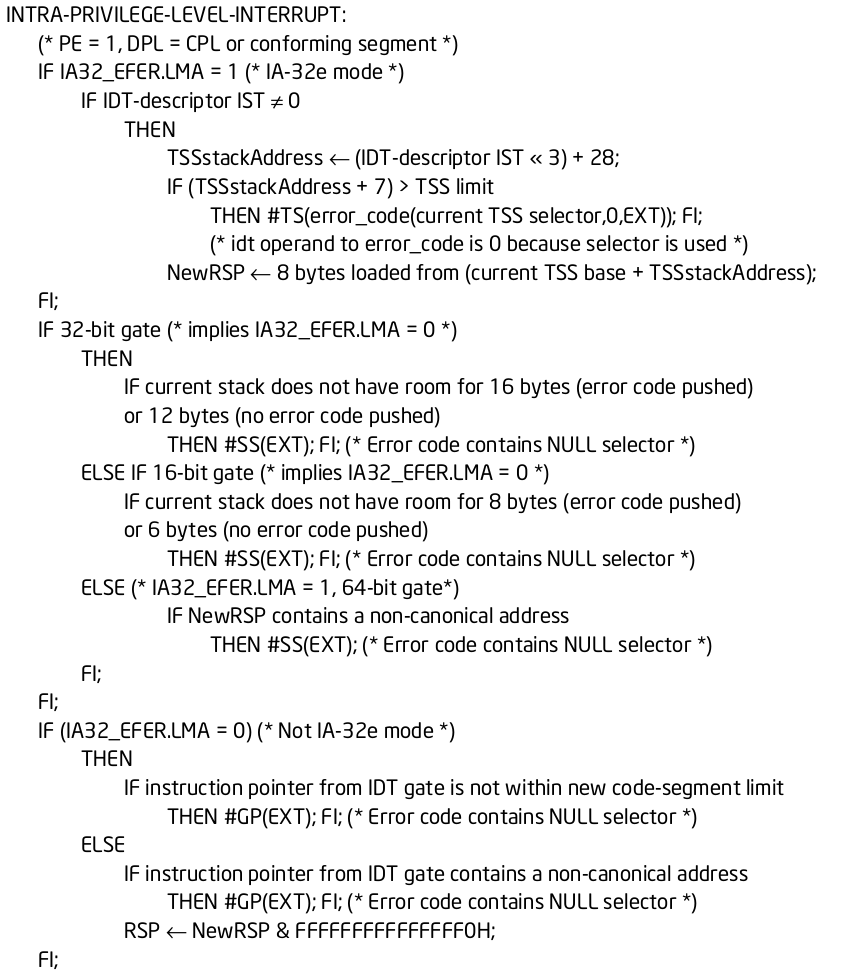 INTRA-PRIVILEGE-LEVEL-INTERRUPT:
(* PE = 1, DPL = CPL or conforming segment *)
IF IA32_EFER.LMA = 1 (* IA-32e mode *)
IF IDT-descriptor IST ≠ 0
THEN
TSSstackAddress ← (IDT-descriptor IST « 3) + 28;
IF (TSSstackAddress + 7) > TSS limit
THEN #TS(error_code(current TSS selector,0,EXT)); FI;
(* idt operand to error_code is 0 because selector is used *)
NewRSP ← 8 bytes loaded from (current TSS base + TSSstackAddress);
FI;
IF 32-bit gate (* implies IA32_EFER.LMA = 0 *)
THEN
IF current stack does not have room for 16 bytes (error code pushed)
or 12 bytes (no error code pushed)
THEN #SS(EXT); FI; (* Error code contains NULL selector *)
ELSE IF 16-bit gate (* implies IA32_EFER.LMA = 0 *)
IF current stack does not have room for 8 bytes (error code pushed)
or 6 bytes (no error code pushed)
THEN #SS(EXT); FI; (* Error code contains NULL selector *)
ELSE (* IA32_EFER.LMA = 1, 64-bit gate*)
IF NewRSP contains a non-canonical address
THEN #SS(EXT); (* Error code contains NULL selector *)
FI;
FI;
IF (IA32_EFER.LMA = 0) (* Not IA-32e mode *)
THEN
IF instruction pointer from IDT gate is not within new code-segment limit
THEN #GP(EXT); FI; (* Error code contains NULL selector *)
ELSE
IF instruction pointer from IDT gate contains a non-canonical address
THEN #GP(EXT); FI; (* Error code contains NULL selector *)
RSP ← NewRSP & FFFFFFFFFFFFFFF0H;
FI;